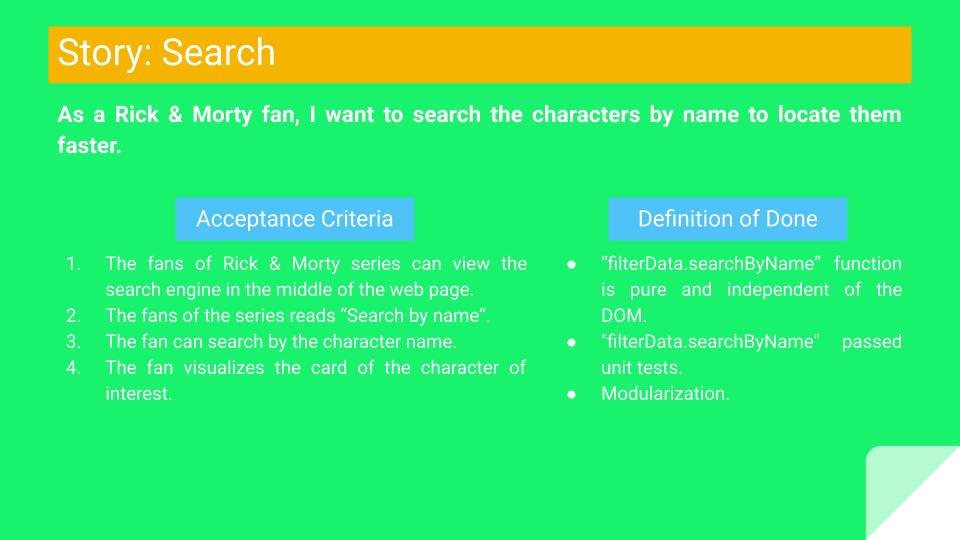 Story: Search
As a Rick & Morty fan, I want to search the characters by name to locate them
faster.
Acceptance Criteria
1. The fans of Rick & Morty series can view the
search engine in the middle of the web page.
2. The fans of the series reads “Search by name”.
3. The fan can search by the character name.
4. The fan visualizes the card of the character of
interest.
Definition of Done
● “filterData.searchByName” function
is pure and independent of the
DOM.
● "filterData.searchByName" passed
unit tests.
● Modularization.